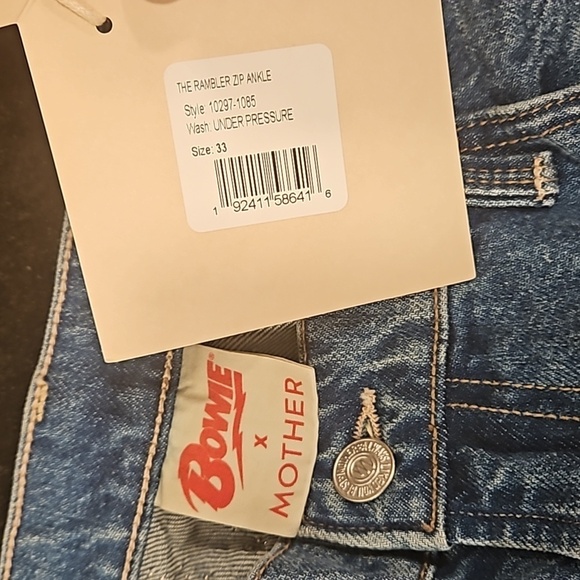 THE RAMBLER ZIP ANKLE
Style: 10297-1085
Wash: UNDER PRESSURE
Size: 33
1 92411 58641 6
BOWIE
x
MOTHER